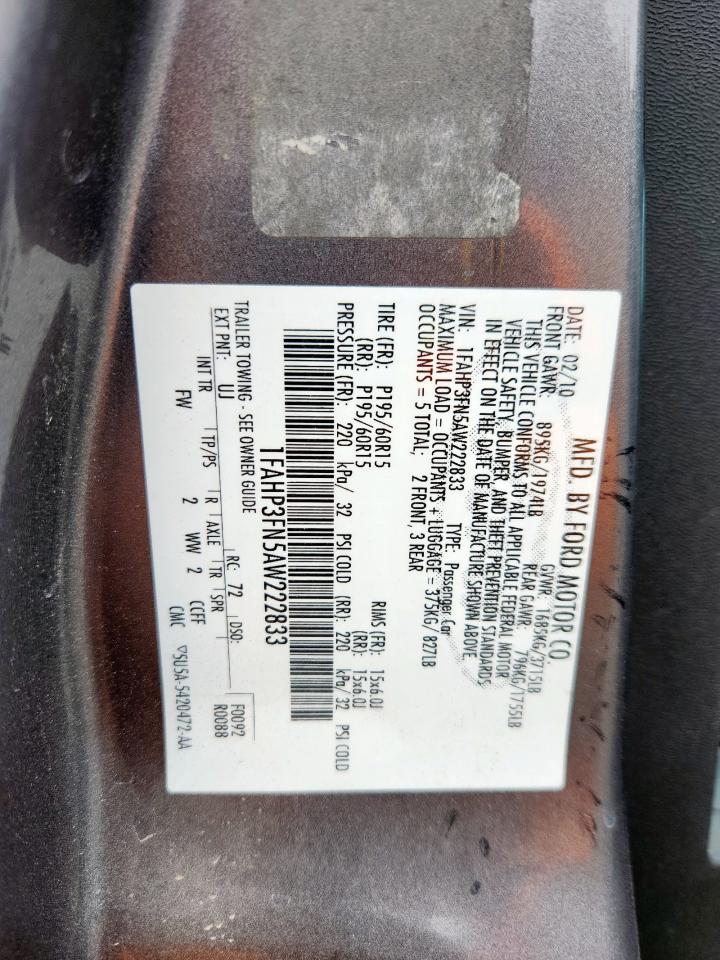 MFD. BY FORD MOTOR CO.
DATE: 02/10 GVWR: 1685KG/3715LB
FRONT GAWR: 895KG/1974LB REAR GAWR: 796KG/1755LB
THIS VEHICLE CONFORMS TO ALL APPLICABLE FEDERAL MOTOR
VEHICLE SAFETY, BUMPER, AND THEFT PREVENTION STANDARDS
IN EFFECT ON THE DATE OF MANUFACTURE SHOWN ABOVE.
VIN: 1FAHP3FN5AW222833 TYPE: Passenger Car
MAXIMUM LOAD = OCCUPANTS + LUGGAGE = 375KG/ 827LB
OCCUPANTS = 5 TOTAL; 2 FRONT, 3 REAR
TIRE (FR): P195/60R15 RIMS (FR): 15x6.0J
(RR): P195/60R15 (RR): 15x6.0J
PRESSURE (FR): 220 kPa/ 32 PSI COLD (RR): 220 kPa/ 32 PSI COLD
1FAHP3FN5AW222833
TRAILER TOWING - SEE OWNER GUIDE
EXT PNT: UJ RC: 72 DSO: F0092
R0088
INT TR TP/PS R AXLE TR SPR
FW 2 WW 2 CCFF
CMC ▽5U5A-5420472-AA